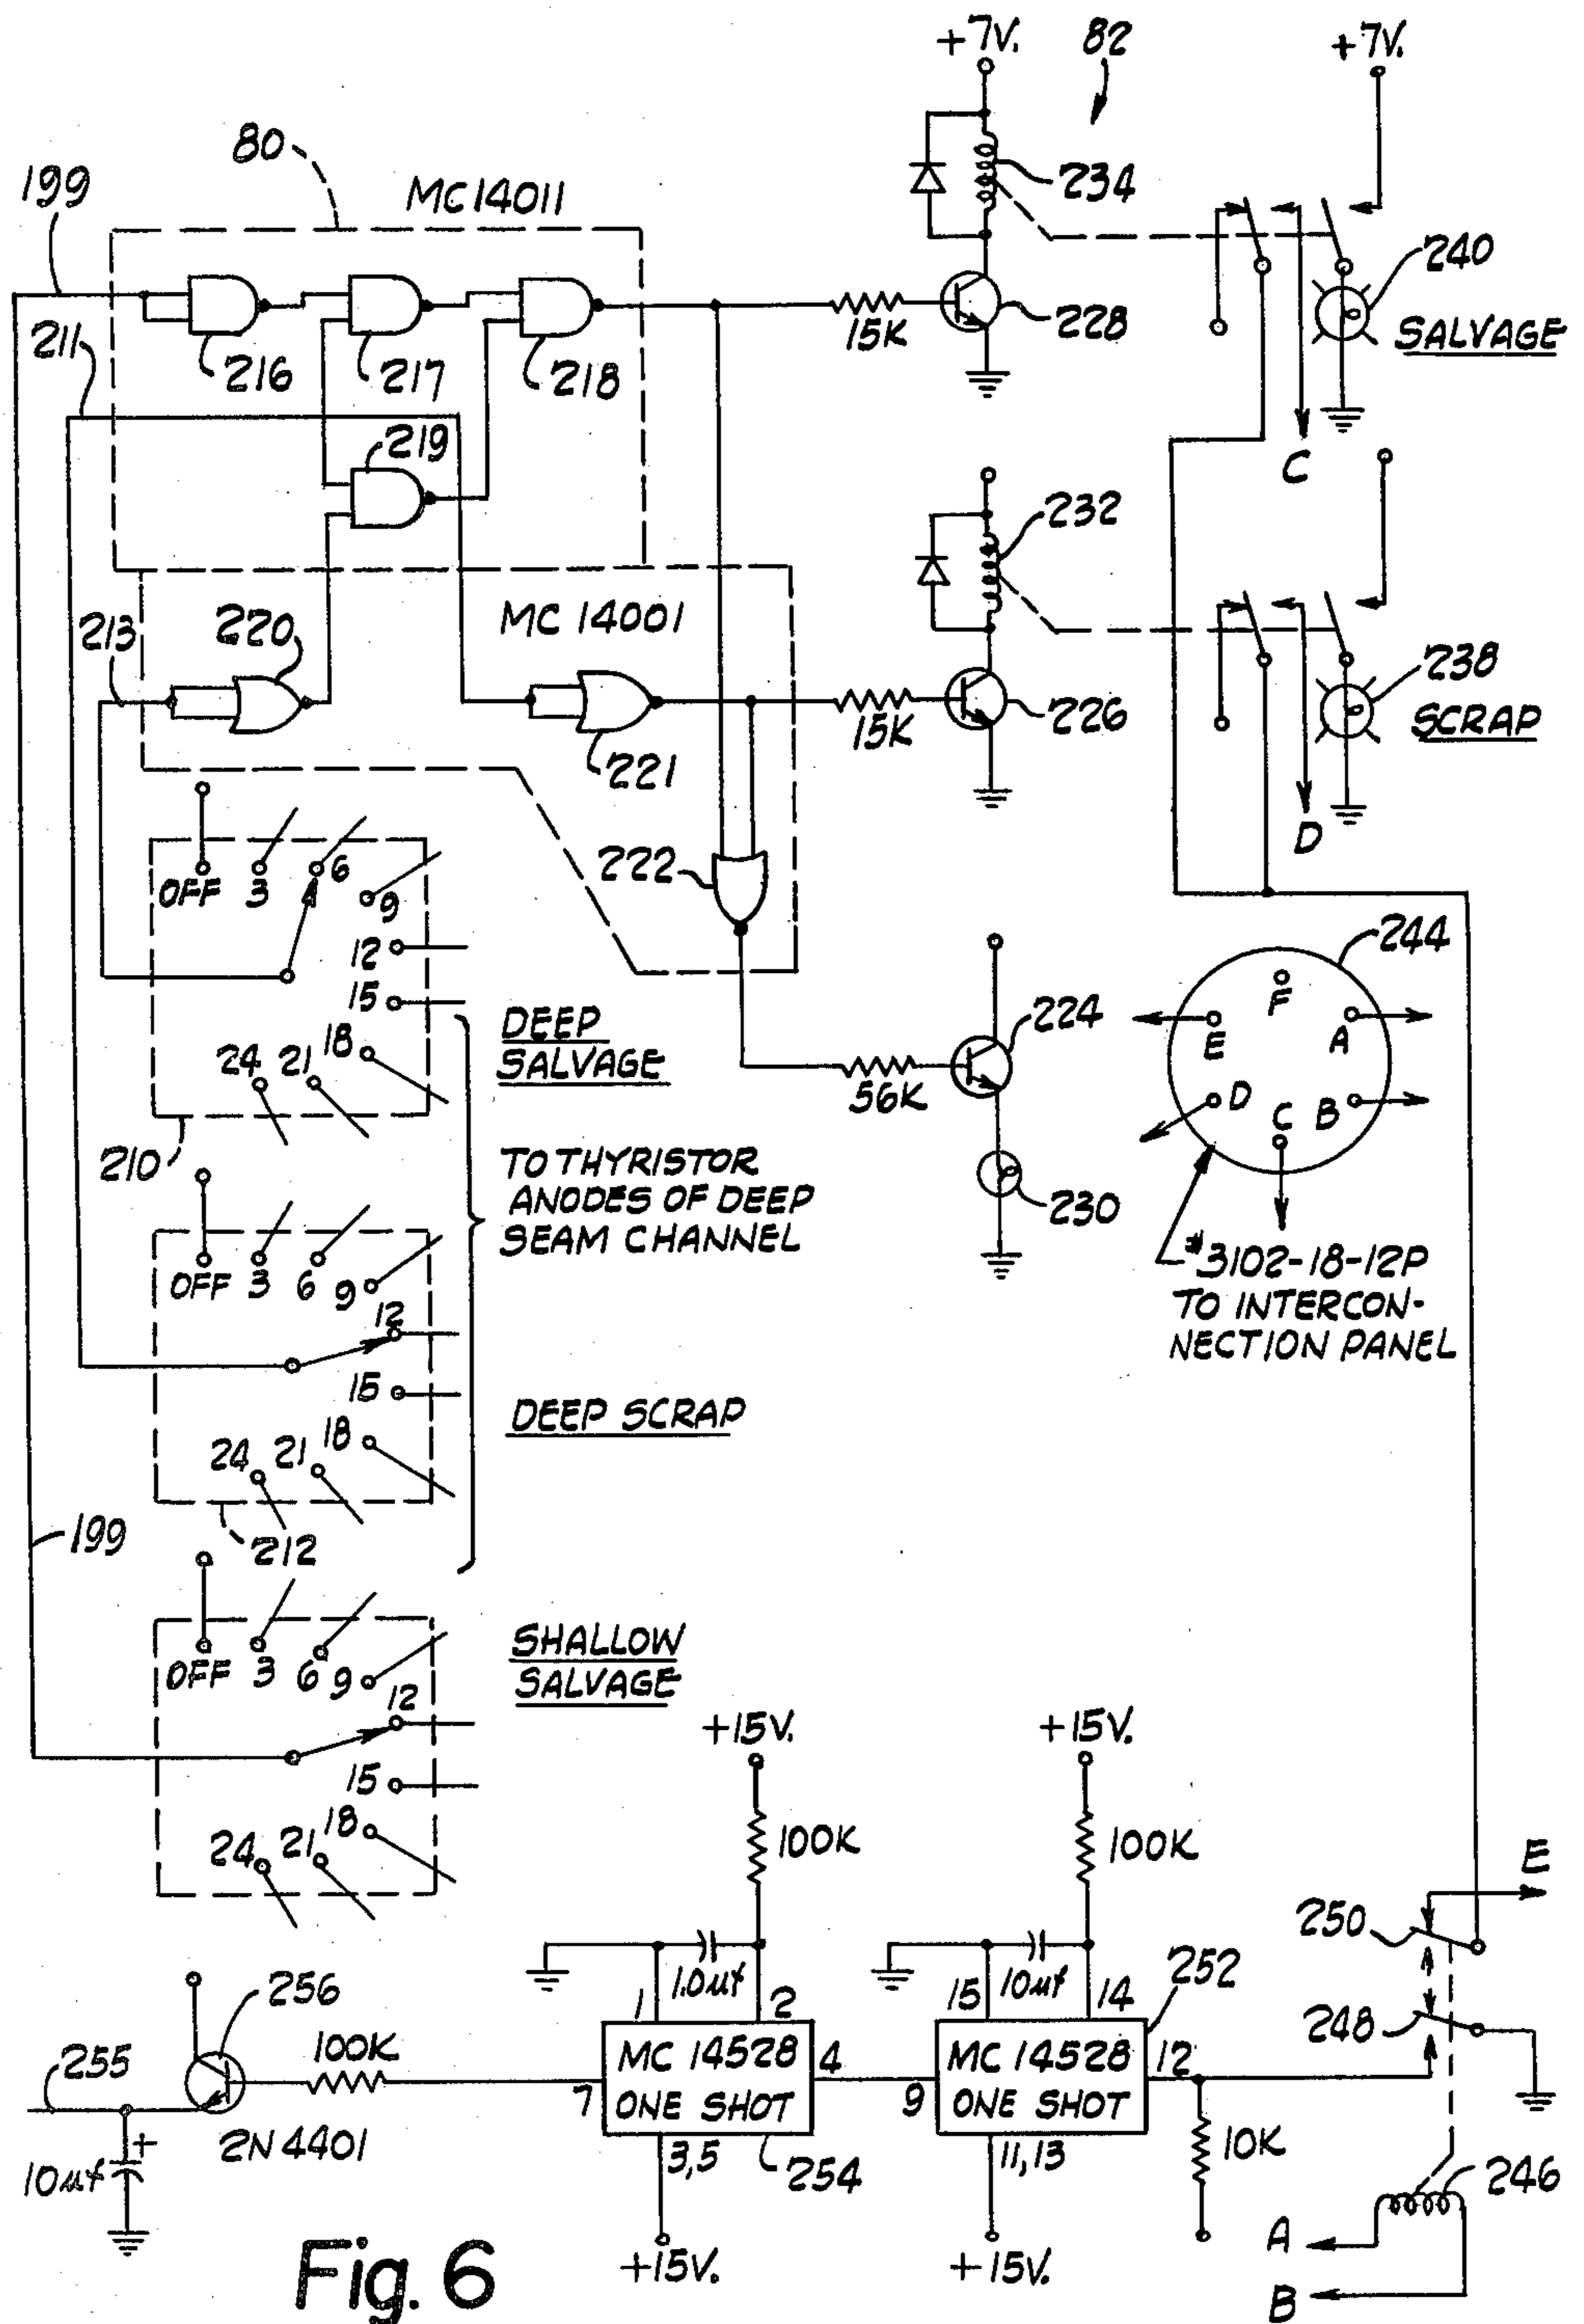 +7V.
82
+7V.
80
199
MC14011
234
240
SALVAGE
216
217
218
15K
228
211
219
C
232
213
220
MC 14001
238
SCRAP
15K
226
221
D
222
OFF 3 6 9
12
15
18
21
24
210
DEEP
SALVAGE
224
244
F
E
A
D
C
B
56K
230
TO THYRISTOR
ANODES OF DEEP
SEAM CHANNEL
#3102-18-12P
TO INTERCON-
NECTION PANEL
OFF 3 6 9
12
15
18
21
24
212
DEEP SCRAP
199
SHALLOW
SALVAGE
OFF 3 6 9
12
15
18
21
24
+15V.
+15V.
100K
100K
E
250
1.0uf
10uf
252
1
2
15
14
248
256
100K
255
MC 14528
ONE SHOT
4
7
MC 14528
ONE SHOT
12
9
2N4401
10uf
+
3,5
254
11,13
10K
246
A
B
+15V.
+15V.
Fig. 6